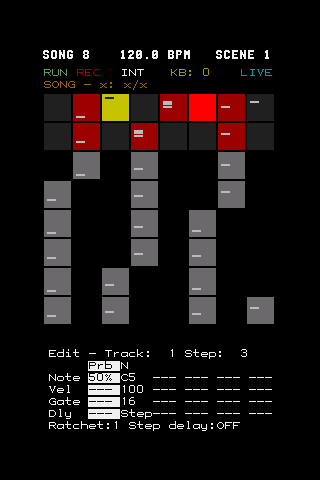 SONG 8 120.0 BPM SCENE 1
RUN REC INT KB: 0 LIVE
SONG - x: x/x
Edit - Track: 1 Step: 3
Prb N
Note 50% C5 --- --- --- ---
Vel --- 100 --- --- --- ---
Gate --- 16 --- --- --- ---
Dly --- Step--- --- --- ---
Ratchet:1 Step delay:OFF